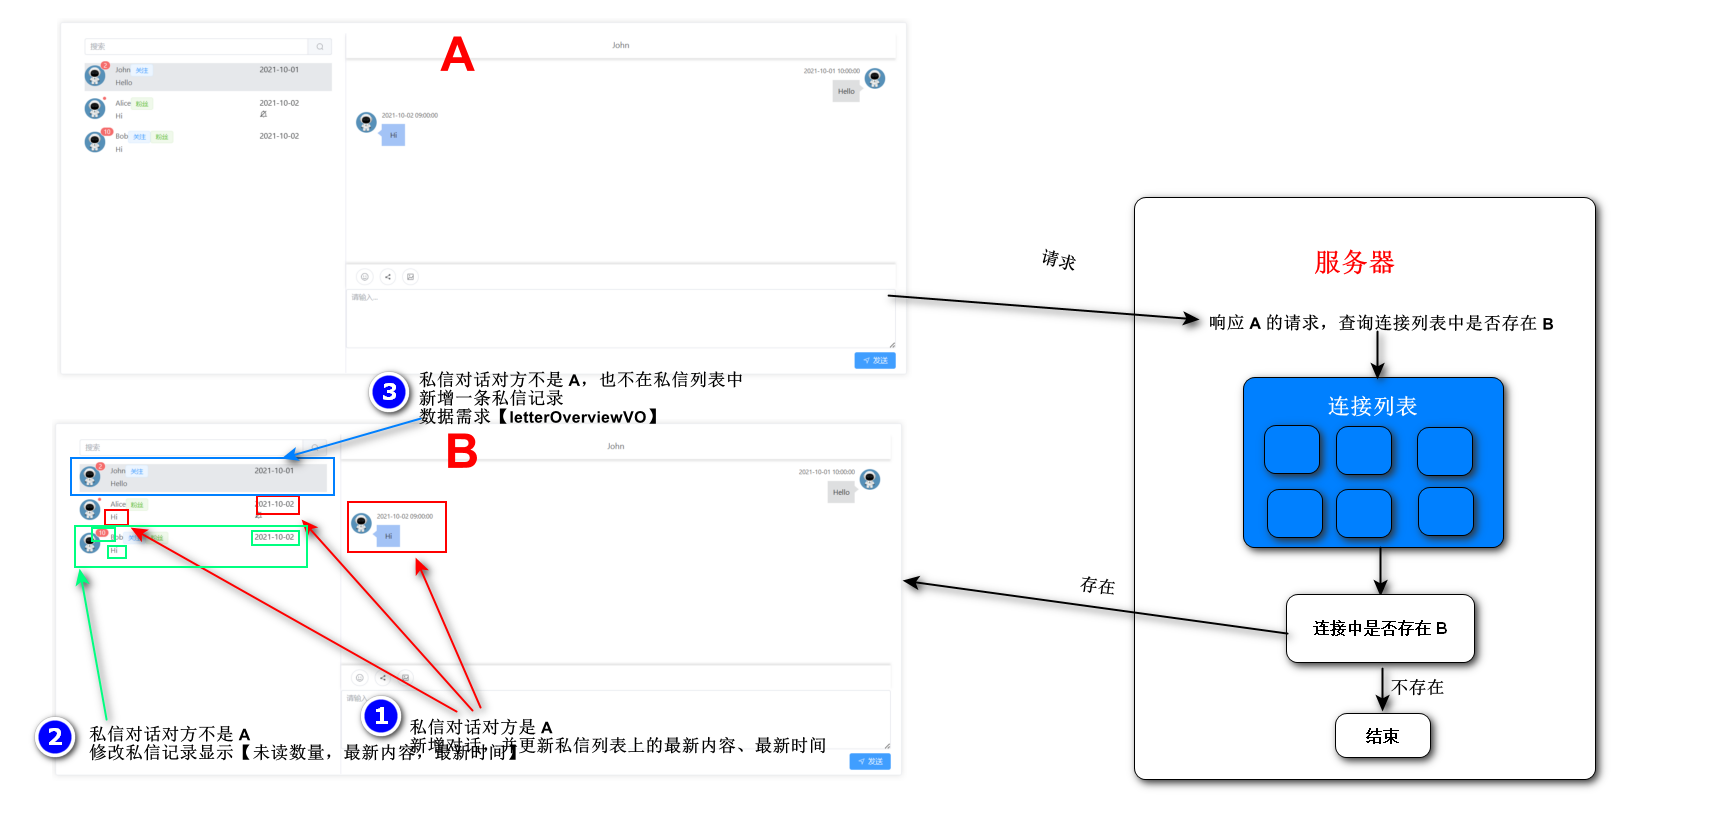 A
搜索
John
2
John 关注
2021-10-01
Hello
Alice 粉丝
2021-10-02
Hi
10
Bob 关注 粉丝
2021-10-02
Hi
2021-10-01 10:00:00
Hello
2021-10-02 09:00:00
Hi
请输入...
发送
请求
服务器
响应 A 的请求，查询连接列表中是否存在 B
连接列表
连接中是否存在 B
存在
不存在
结束
3
私信对话对方不是 A，也不在私信列表中
新增一条私信记录
数据需求【letterOverviewVO】
B
搜索
John
2
John 关注
2021-10-01
Hello
Alice 粉丝
2021-10-02
Hi
10
Bob 关注 粉丝
2021-10-02
Hi
2021-10-01 10:00:00
Hello
2021-10-02 09:00:00
Hi
请输入
1
私信对话对方是 A
新增对话，并更新私信列表上的最新内容、最新时间
2
私信对话对方不是 A
修改私信记录显示【未读数量，最新内容，最新时间】
发送